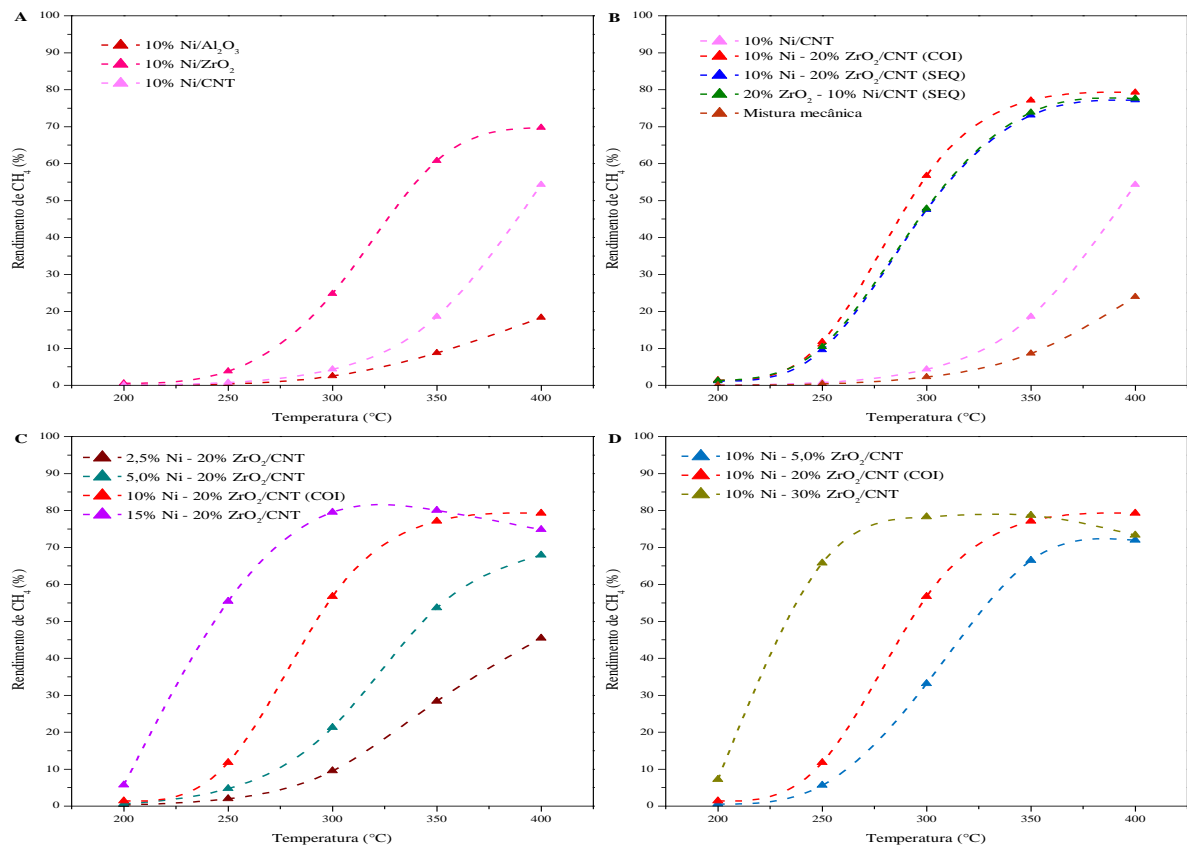 A
10% Ni/Al₂O₃
10% Ni/ZrO₂
10% Ni/CNT
Rendimento de CH₄ (%)
100
90
80
70
60
50
40
30
20
10
0
200 250 300 350 400
Temperatura (°C)
B
10% Ni/CNT
10% Ni - 20% ZrO₂/CNT (COI)
10% Ni - 20% ZrO₂/CNT (SEQ)
20% ZrO₂ - 10% Ni/CNT (SEQ)
Mistura mecânica
Rendimento de CH₄ (%)
100
90
80
70
60
50
40
30
20
10
0
200 250 300 350 400
Temperatura (°C)
C
2,5% Ni - 20% ZrO₂/CNT
5,0% Ni - 20% ZrO₂/CNT
10% Ni - 20% ZrO₂/CNT (COI)
15% Ni - 20% ZrO₂/CNT
Rendimento de CH₄ (%)
100
90
80
70
60
50
40
30
20
10
0
200 250 300 350 400
Temperatura (°C)
D
10% Ni - 5,0% ZrO₂/CNT
10% Ni - 20% ZrO₂/CNT (COI)
10% Ni - 30% ZrO₂/CNT
Rendimento de CH₄ (%)
100
90
80
70
60
50
40
30
20
10
0
200 250 300 350 400
Temperatura (°C)